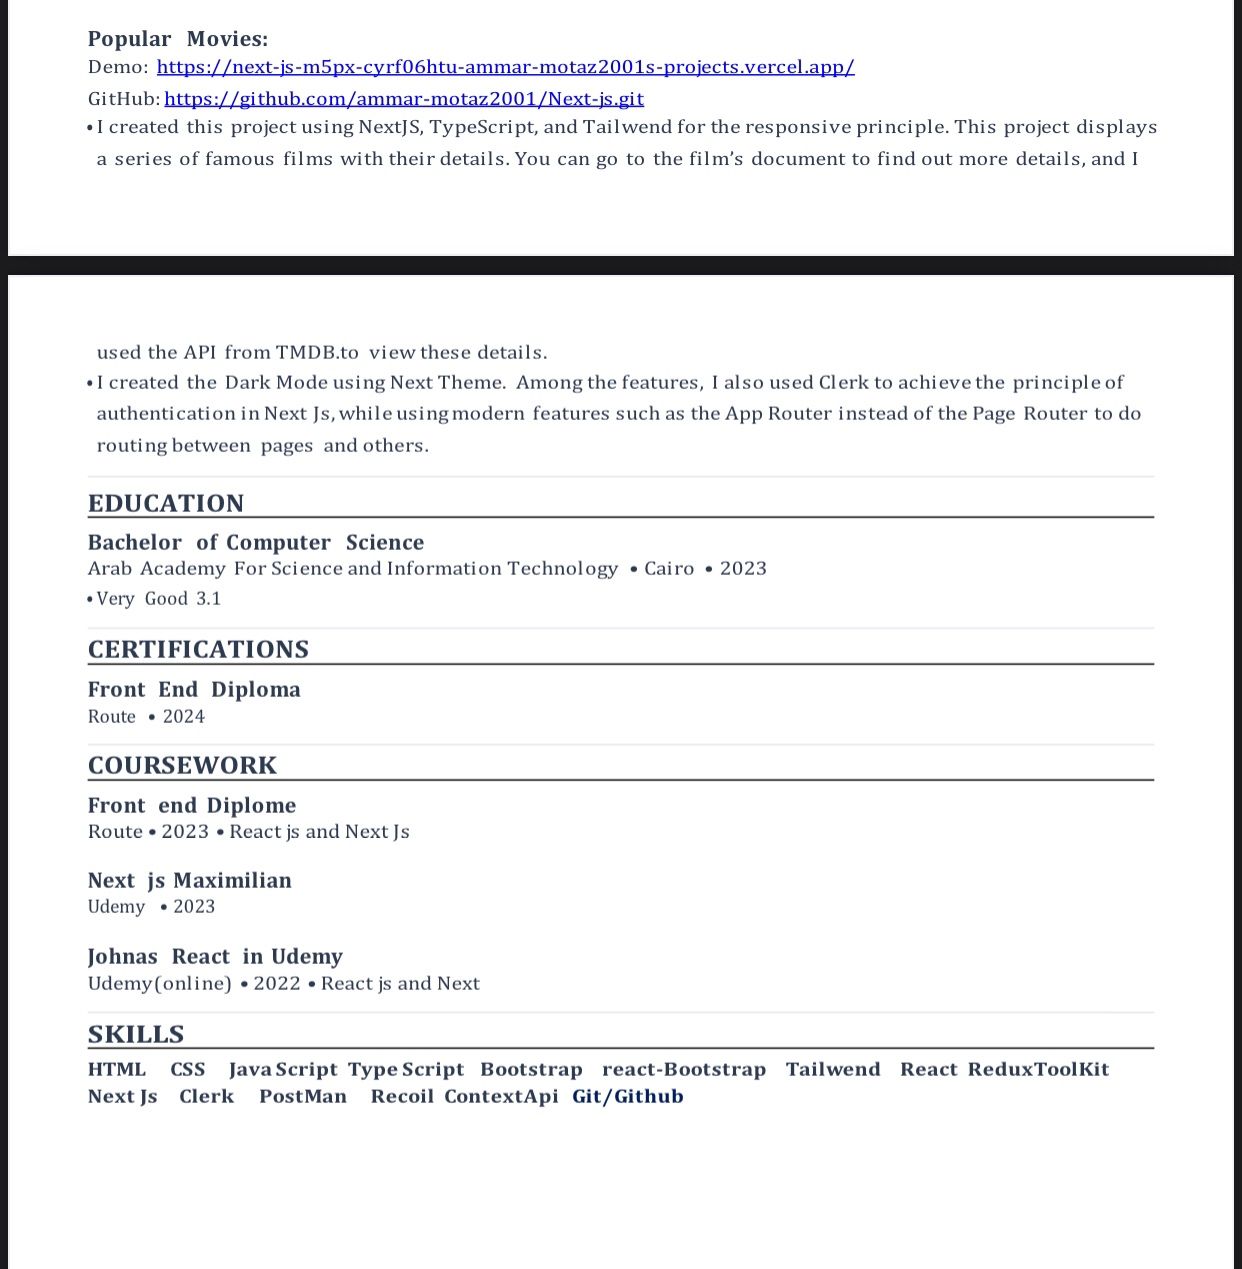 Popular Movies:
Demo: https://next-js-m5px-cyrf06htu-ammar-motaz2001s-projects.vercel.app/
GitHub: https://github.com/ammar-motaz2001/Next-js.git
• I created this project using NextJS, TypeScript, and Tailwend for the responsive principle. This project displays
a series of famous films with their details. You can go to the film's document to find out more details, and I
used the API from TMDB.to view these details.
• I created the Dark Mode using Next Theme. Among the features, I also used Clerk to achieve the principle of
authentication in Next Js, while using modern features such as the App Router instead of the Page Router to do
routing between pages and others.
EDUCATION
Bachelor of Computer Science
Arab Academy For Science and Information Technology • Cairo • 2023
• Very Good 3.1
CERTIFICATIONS
Front End Diploma
Route • 2024
COURSEWORK
Front end Diplome
Route • 2023 • React js and Next Js
Next js Maximilian
Udemy • 2023
Johnas React in Udemy
Udemy(online) • 2022 • React js and Next
SKILLS
HTML CSS Java Script Type Script Bootstrap react-Bootstrap Tailwend React ReduxToolKit
Next Js Clerk PostMan Recoil ContextApi Git/Github